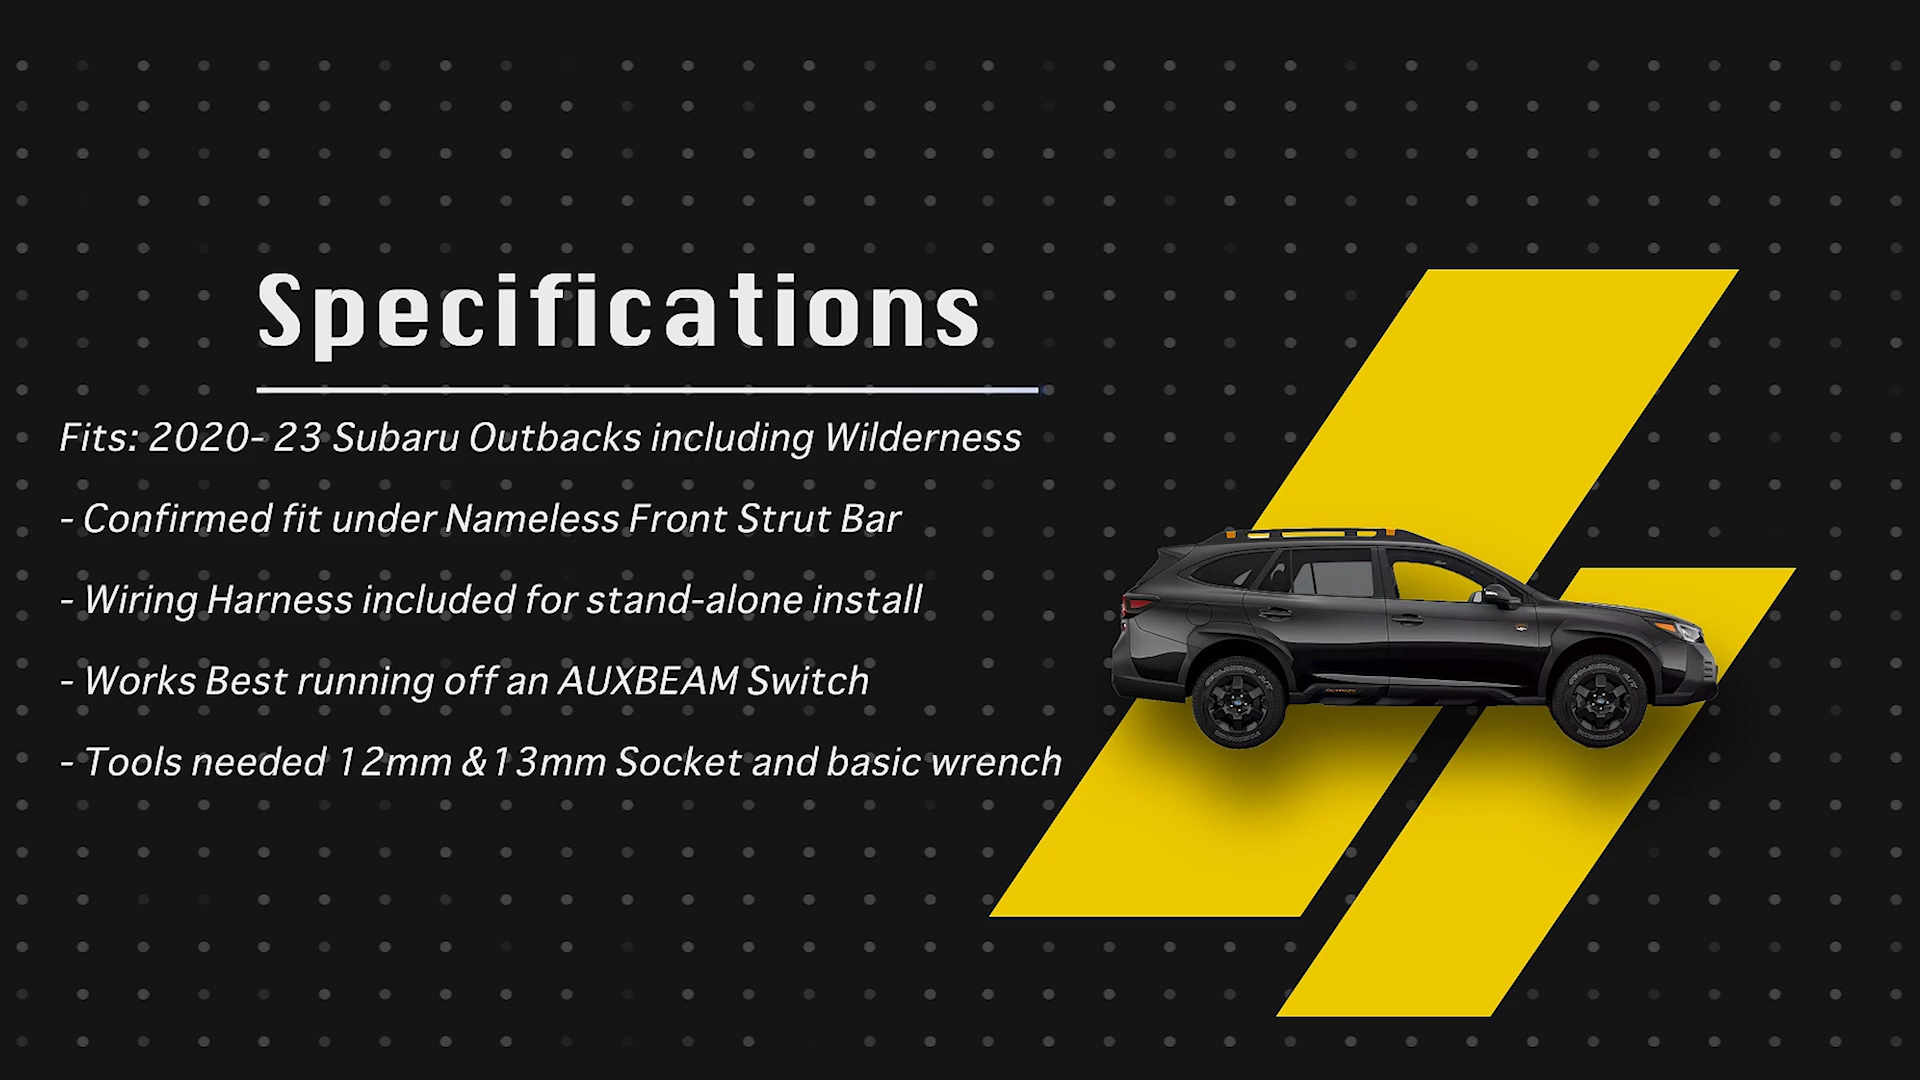 Specifications
Fits: 2020-23 Subaru Outbacks including Wilderness
- Confirmed fit under Nameless Front Strut Bar
- Wiring Harness included for stand-alone install
- Works Best running off an AUXBEAM Switch
- Tools needed 12mm &13mm Socket and basic wrench